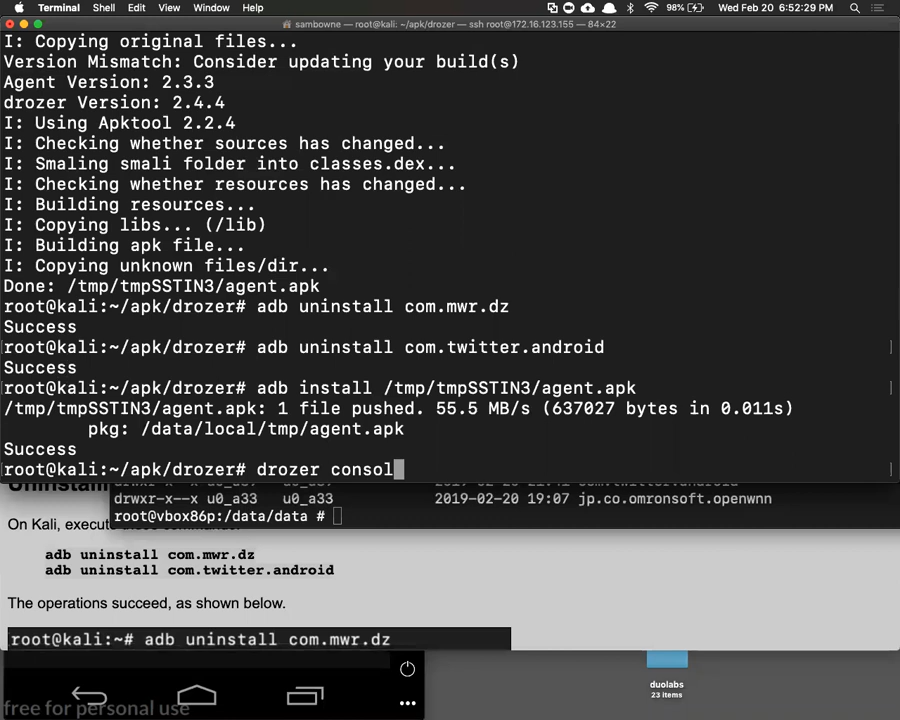 Terminal Shell Edit View Window Help 98% Wed Feb 20 6:52:29 PM
sambowne — root@kali: ~/apk/drozer — ssh root@172.16.123.155 — 84×22
I: Copying original files...
Version Mismatch: Consider updating your build(s)
Agent Version: 2.3.3
drozer Version: 2.4.4
I: Using Apktool 2.2.4
I: Checking whether sources has changed...
I: Smaling smali folder into classes.dex...
I: Checking whether resources has changed...
I: Building resources...
I: Copying libs... (/lib)
I: Building apk file...
I: Copying unknown files/dir...
Done: /tmp/tmpSSTIN3/agent.apk
root@kali:~/apk/drozer# adb uninstall com.mwr.dz
Success
root@kali:~/apk/drozer# adb uninstall com.twitter.android
Success
root@kali:~/apk/drozer# adb install /tmp/tmpSSTIN3/agent.apk
/tmp/tmpSSTIN3/agent.apk: 1 file pushed. 55.5 MB/s (637027 bytes in 0.011s)
pkg: /data/local/tmp/agent.apk
Success
root@kali:~/apk/drozer# drozer consol
drwxr-x--x u0_a33 u0_a33 2019-02-20 19:07 jp.co.omronsoft.openwnn
root@vbox86p:/data/data #
On Kali, execute
adb uninstall com.mwr.dz
adb uninstall com.twitter.android
The operations succeed, as shown below.
root@kali:~# adb uninstall com.mwr.dz
free for personal use
duolabs
23 items